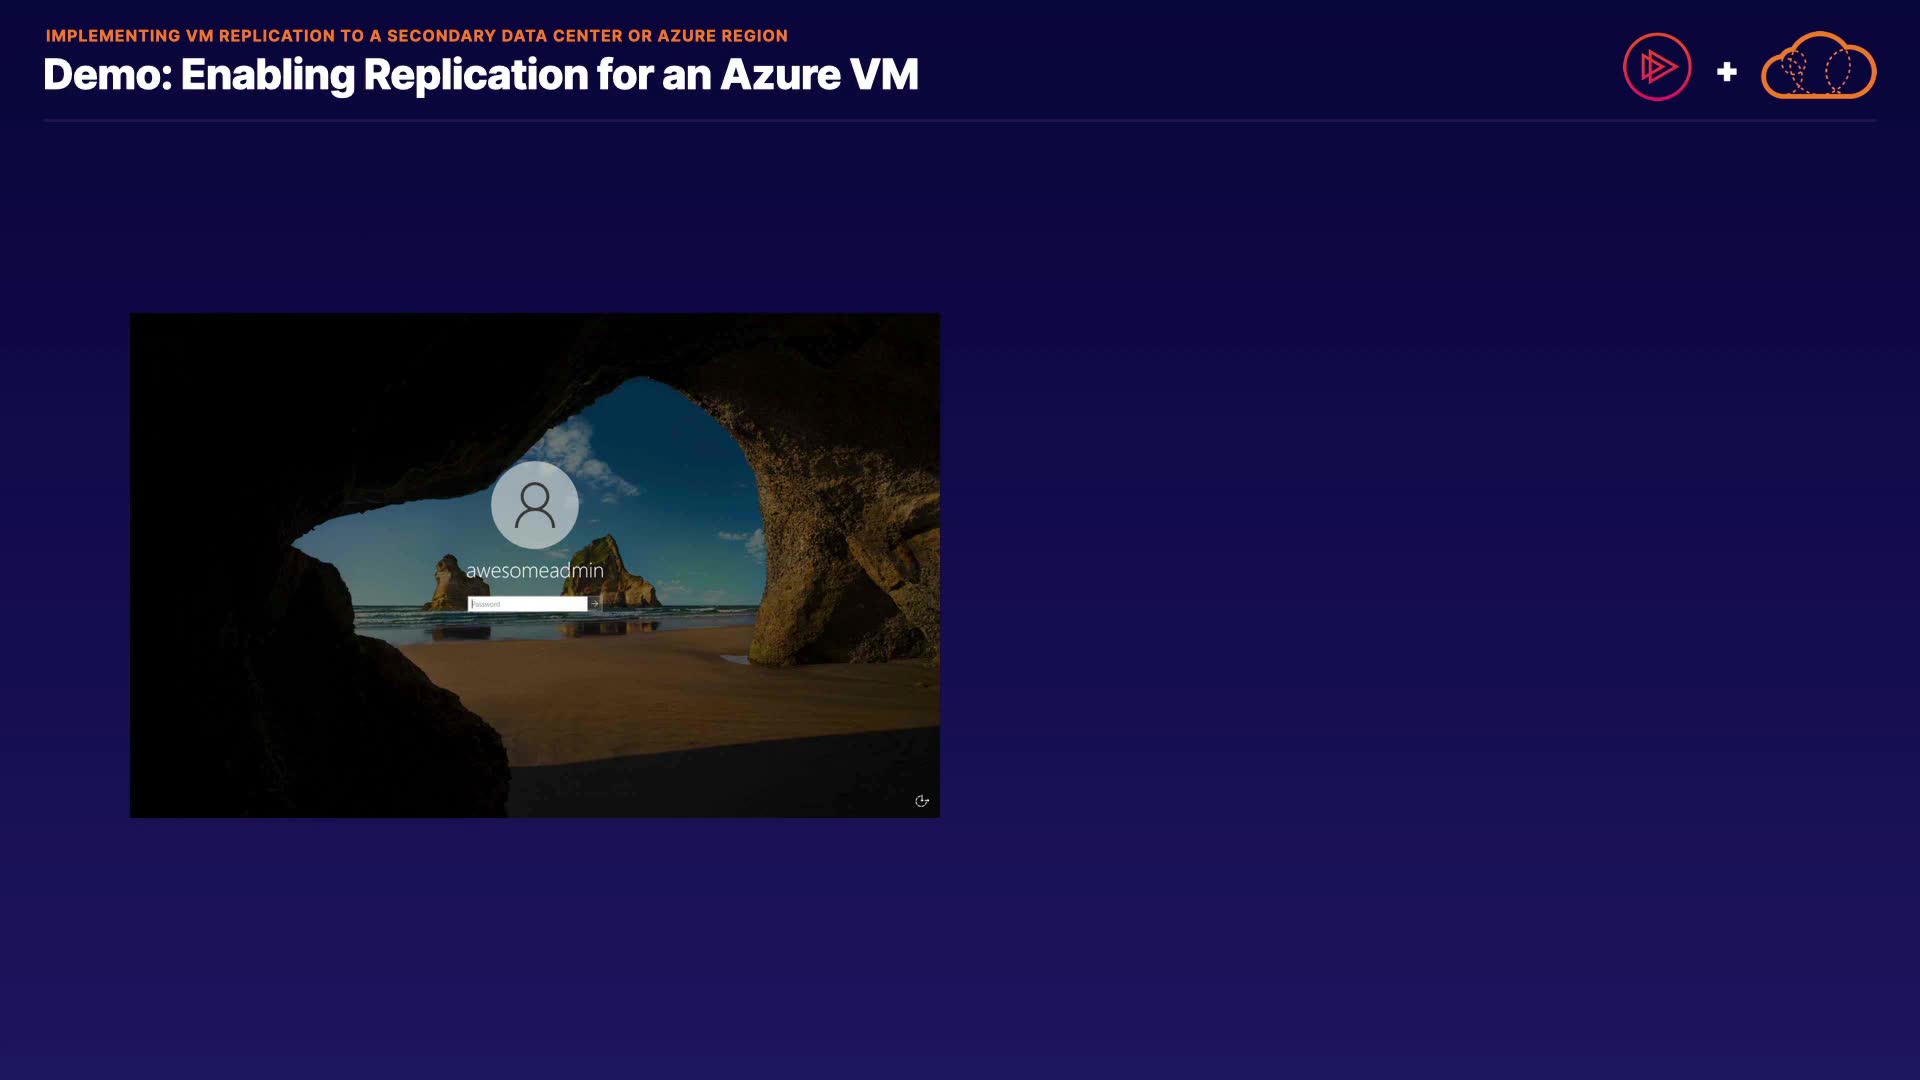 IMPLEMENTING VM REPLICATION TO A SECONDARY DATA CENTER OR AZURE REGION
Demo: Enabling Replication for an Azure VM
awesomeadmin
Password